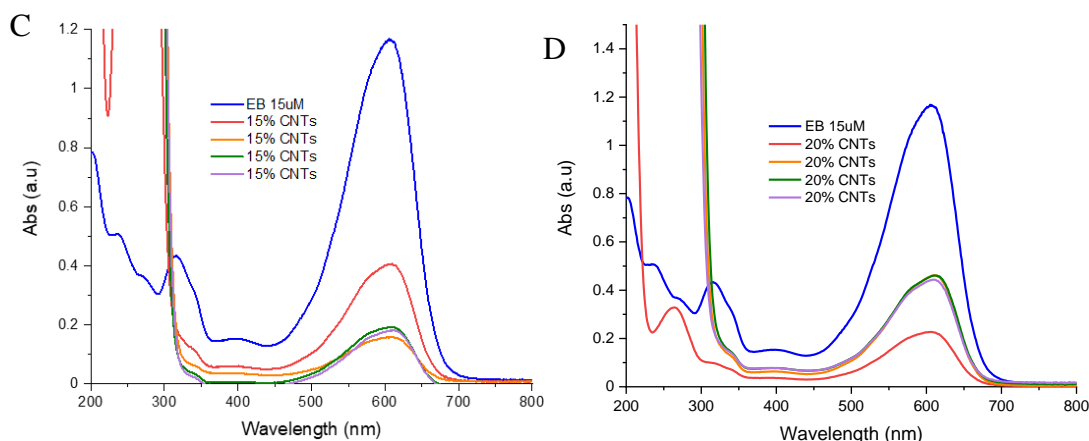 C
1.2
1
0.8
0.6
0.4
0.2
0
Abs (a.u)
EB 15uM
15% CNTs
15% CNTs
15% CNTs
15% CNTs
200 300 400 500 600 700 800
Wavelength (nm)
D
1.4
1.2
1
0.8
0.6
0.4
0.2
0
Abs (a.u)
EB 15uM
20% CNTs
20% CNTs
20% CNTs
20% CNTs
200 300 400 500 600 700 800
Wavelength (nm)